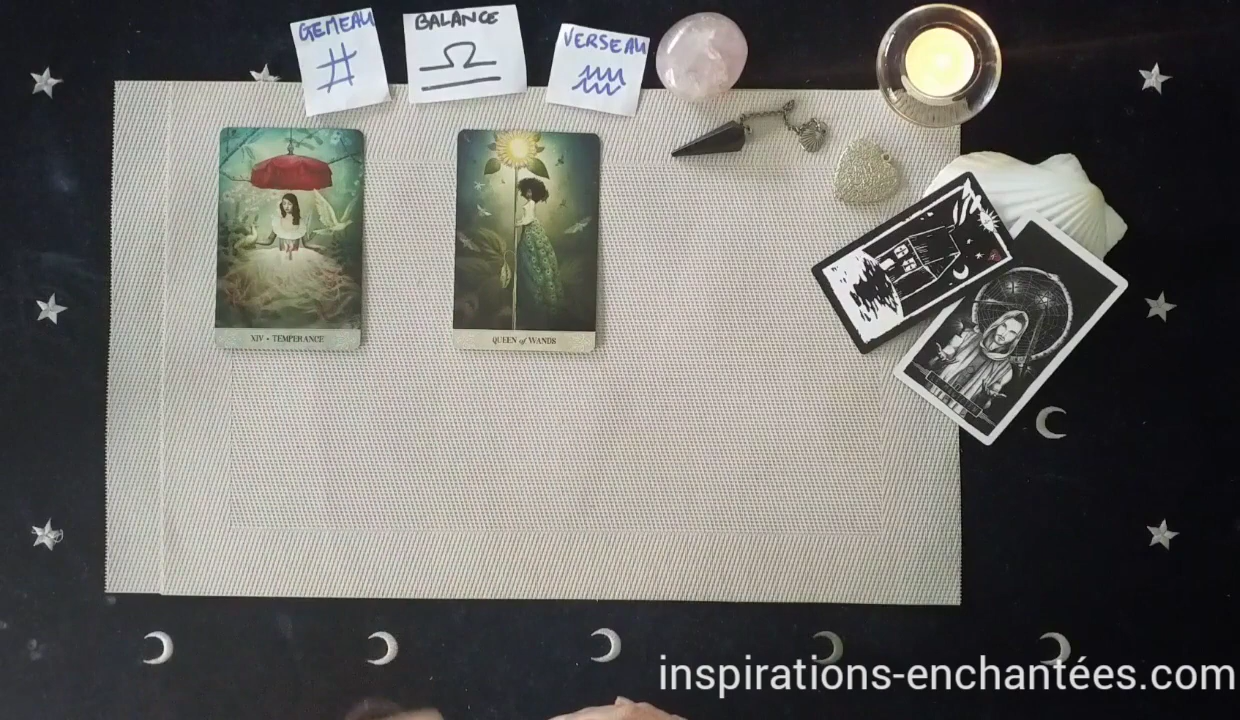 GEMEAU
BALANCE
VERSEAU
XIV • TEMPERANCE
QUEEN of WANDS
inspirations-enchantées.com